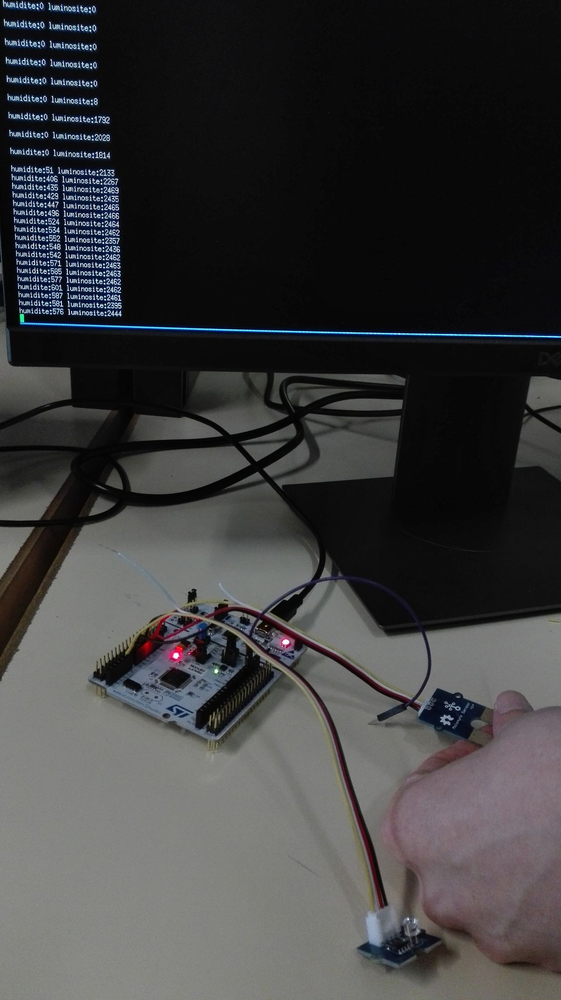 humidite:0 luminosite:0
humidite:0 luminosite:0
humidite:0 luminosite:0
humidite:0 luminosite:0
humidite:0 luminosite:0
humidite:0 luminosite:8
humidite:0 luminosite:1792
humidite:0 luminosite:2028
humidite:0 luminosite:1814
humidite:51 luminosite:2133
humidite:406 luminosite:2267
humidite:435 luminosite:2469
humidite:429 luminosite:2435
humidite:447 luminosite:2465
humidite:496 luminosite:2466
humidite:524 luminosite:2464
humidite:534 luminosite:2462
humidite:552 luminosite:2357
humidite:548 luminosite:2436
humidite:542 luminosite:2462
humidite:571 luminosite:2463
humidite:585 luminosite:2463
humidite:577 luminosite:2462
humidite:601 luminosite:2462
humidite:587 luminosite:2461
humidite:581 luminosite:2395
humidite:576 luminosite:2444
NUCLEO
ST
Moisture Sensor